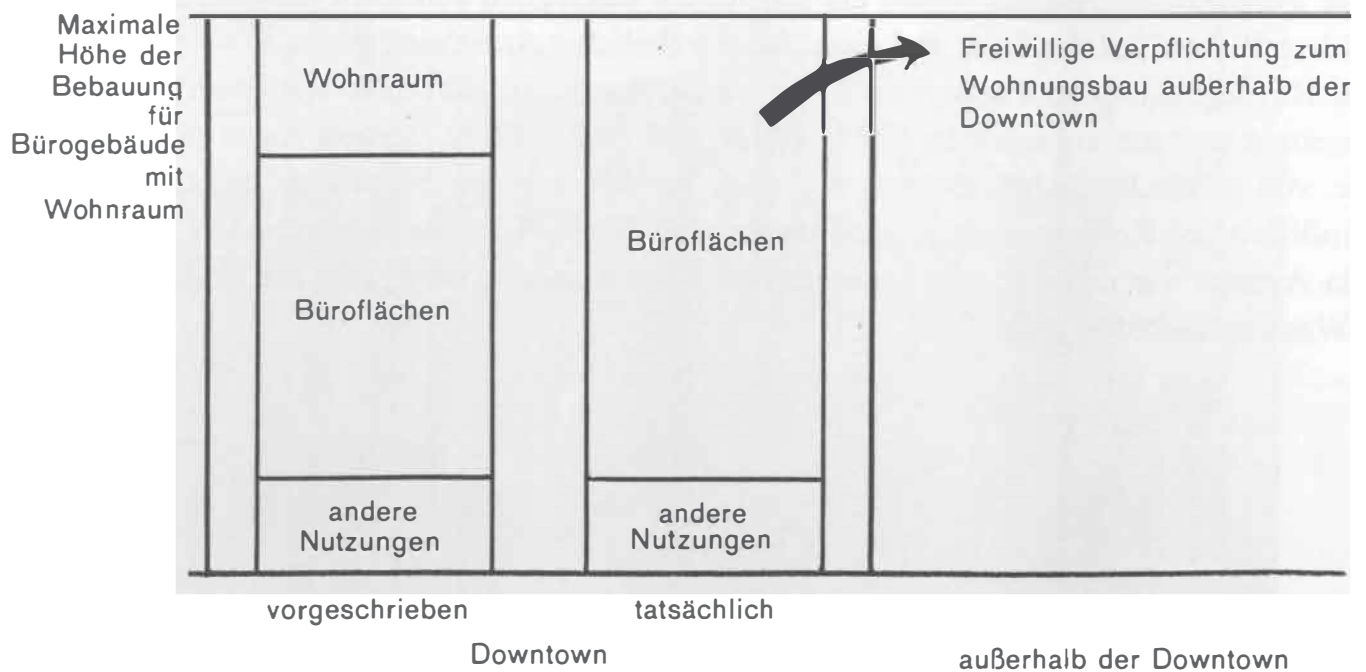 Maximale
Höhe der
Bebauung
für
Bürogebäude
mit
Wohnraum
Wohnraum
Büroflächen
andere
Nutzungen
Büroflächen
andere
Nutzungen
Freiwillige Verpflichtung zum
Wohnungsbau außerhalb der
Downtown
vorgeschrieben
tatsächlich
Downtown
außerhalb der Downtown